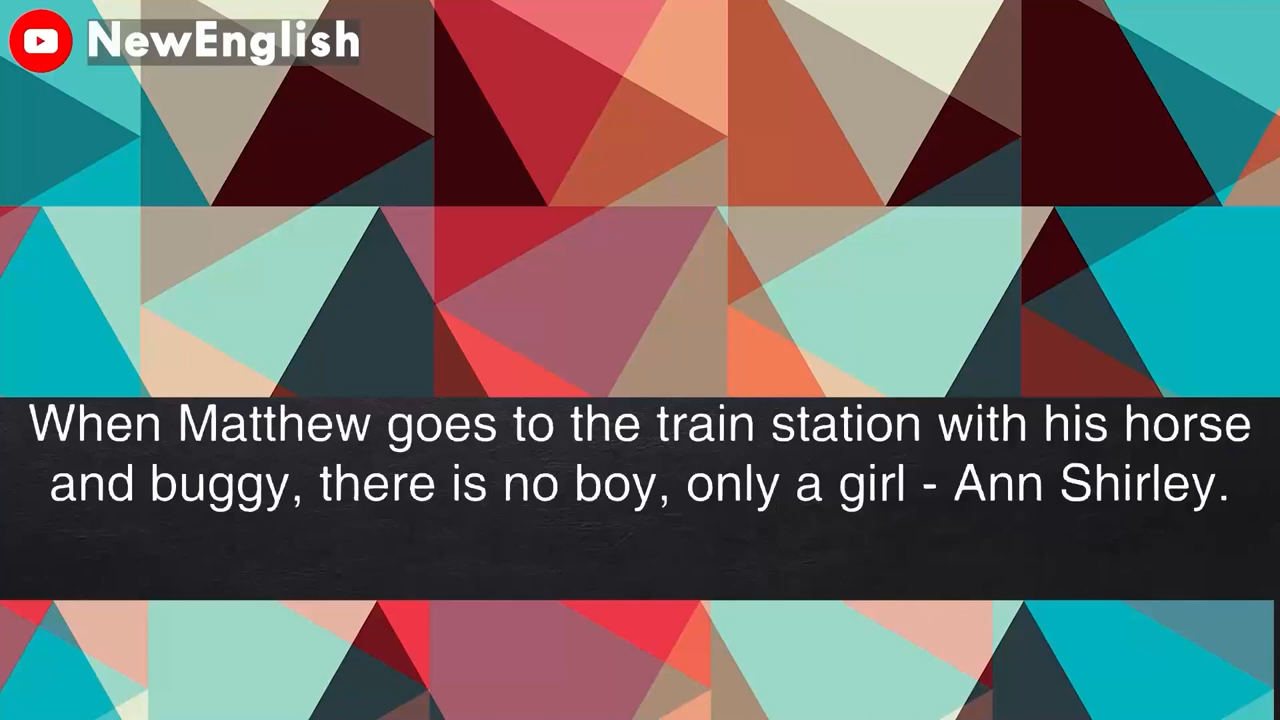 NewEnglish
When Matthew goes to the train station with his horse
and buggy, there is no boy, only a girl - Ann Shirley.